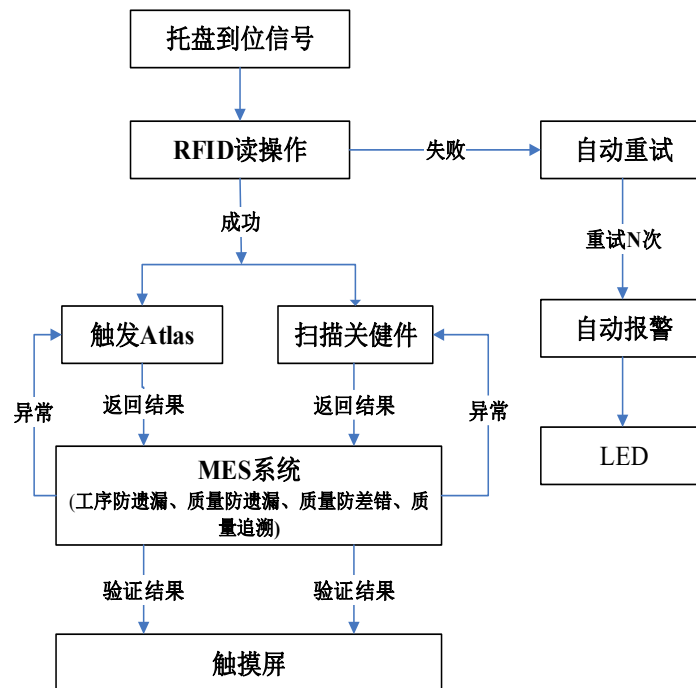 托盘到位信号
RFID读操作
失败
自动重试
成功
重试N次
触发Atlas
扫描关健件
自动报警
异常
返回结果
返回结果
异常
LED
MES系统
(工序防遗漏、质量防遗漏、质量防差错、质
量追溯)
验证结果
验证结果
触摸屏